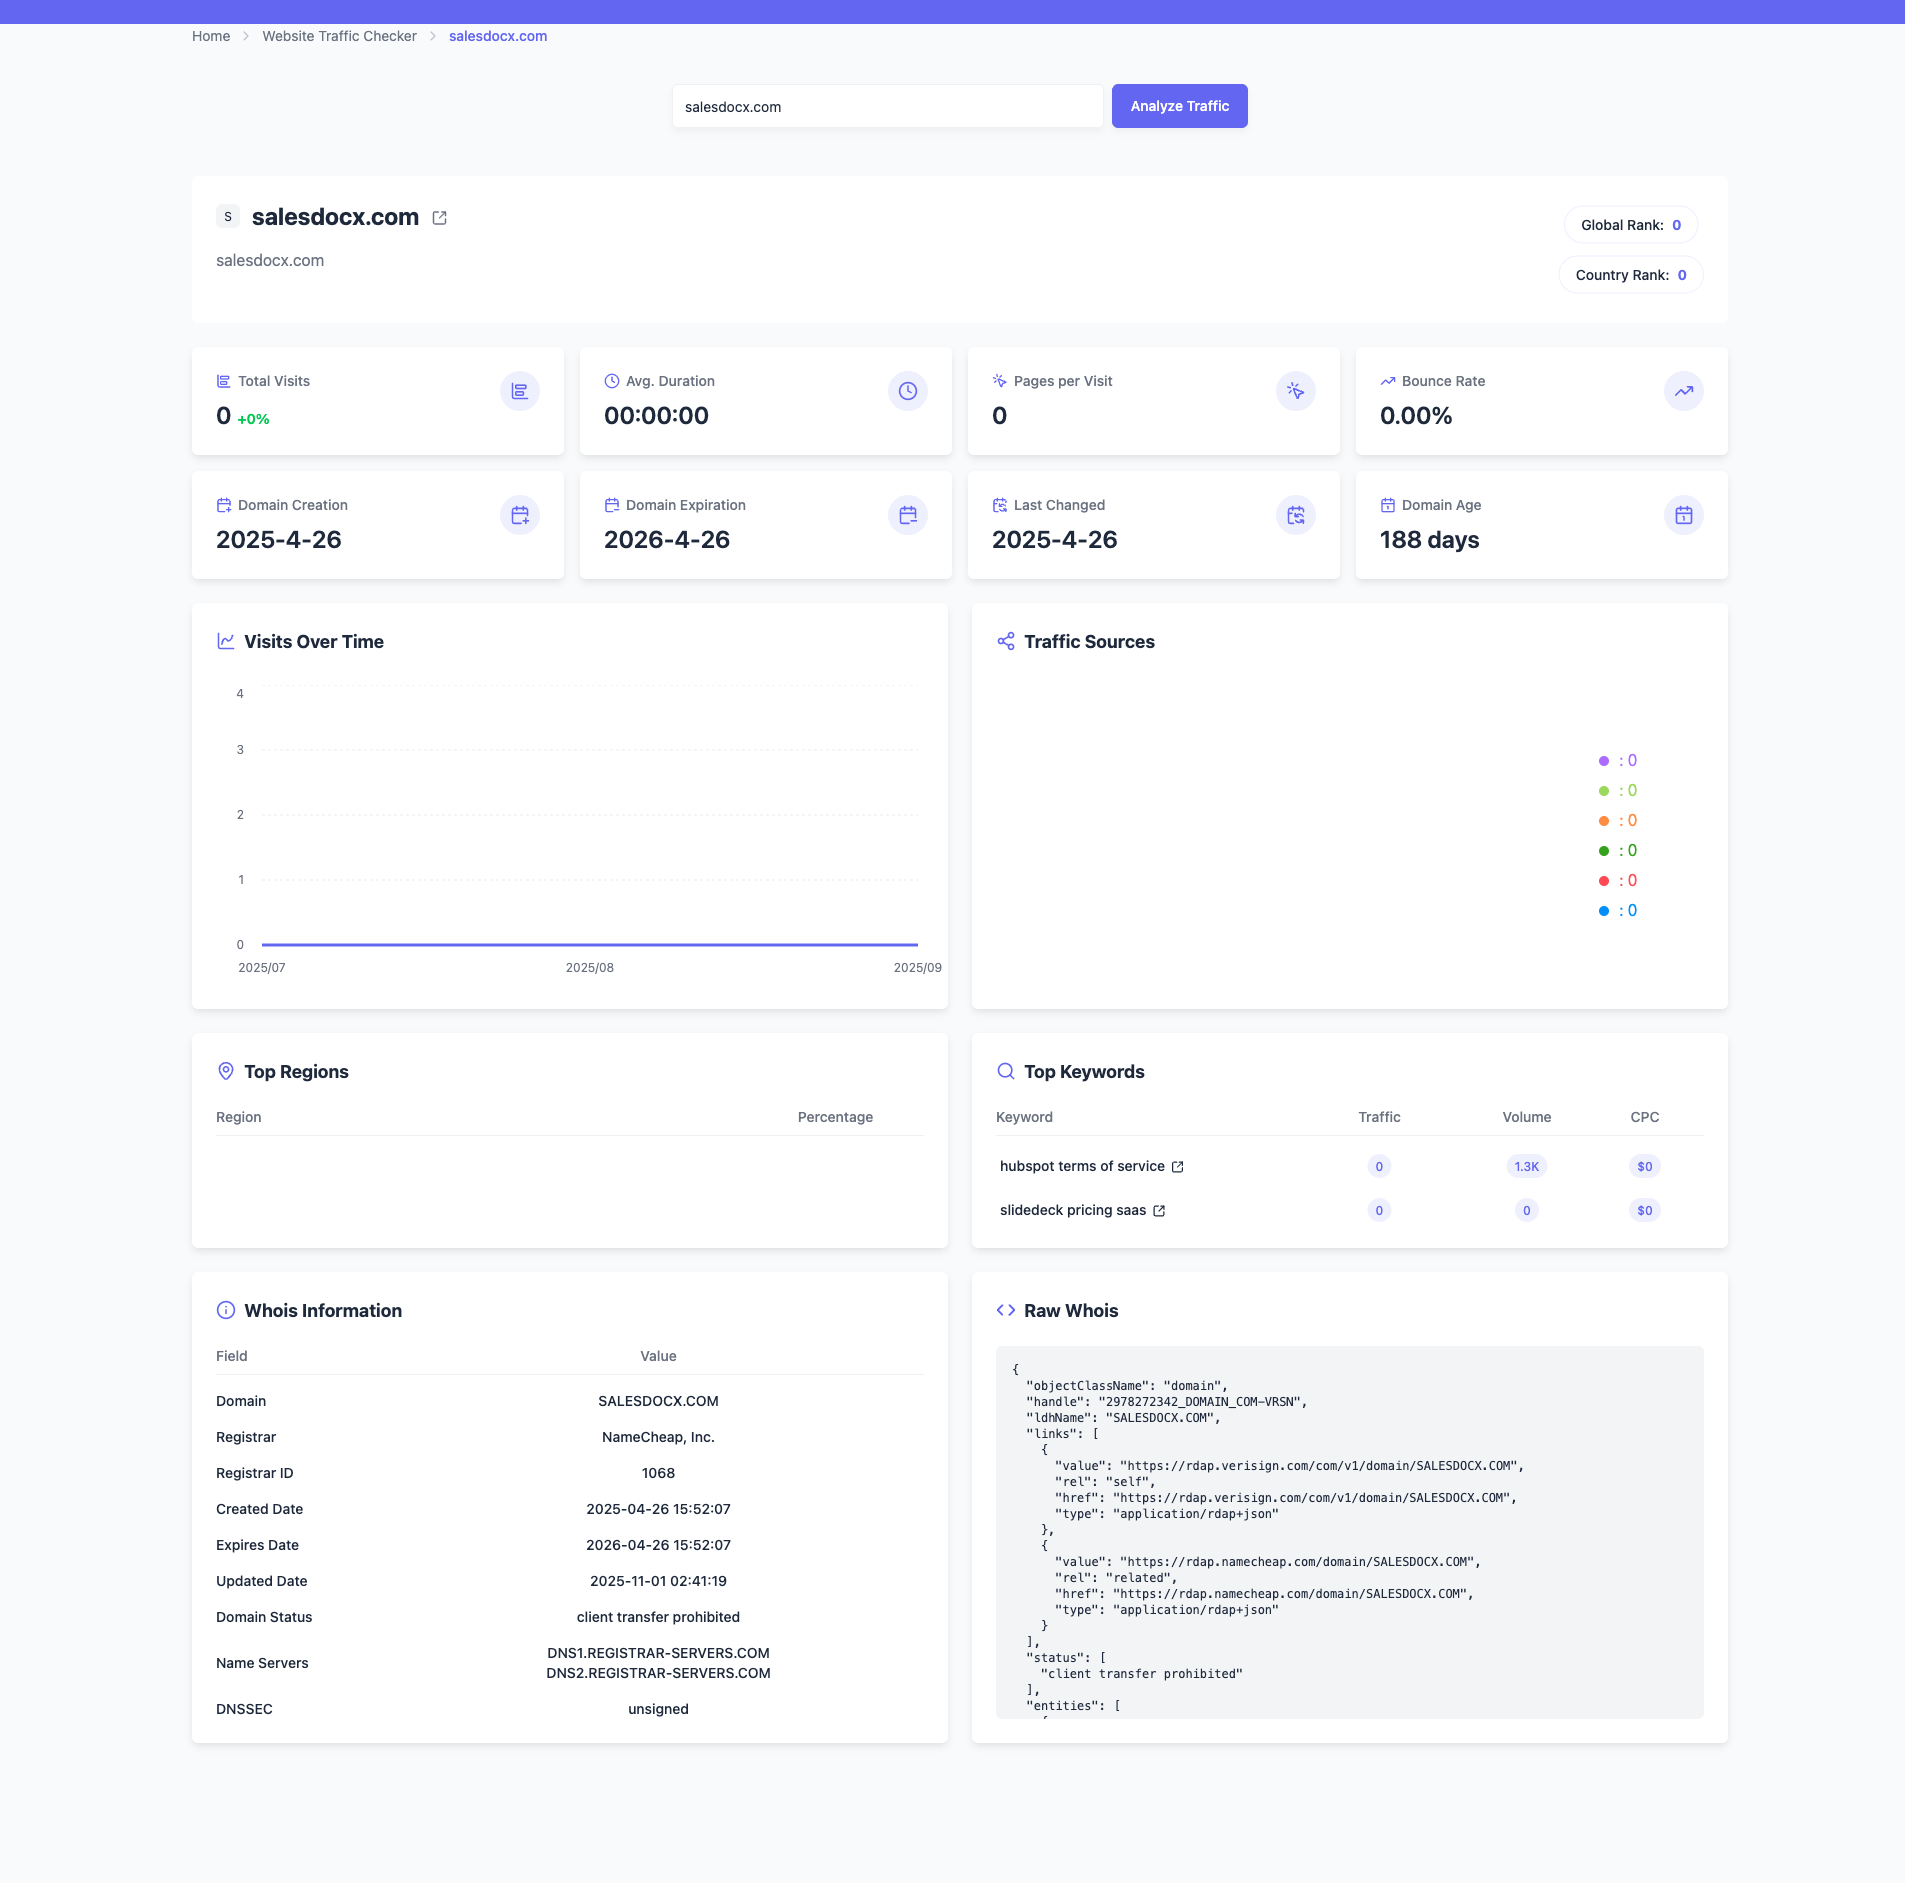 Home
Website Traffic Checker
salesdocx.com
salesdocx.com
Analyze Traffic
S
salesdocx.com
salesdocx.com
Global Rank: 0
Country Rank: 0
Total Visits
0 +0%
Avg. Duration
00:00:00
Pages per Visit
0
Bounce Rate
0.00%
Domain Creation
2025-4-26
Domain Expiration
2026-4-26
Last Changed
2025-4-26
Domain Age
188 days
Visits Over Time
4
3
2
1
0
2025/07 2025/08 2025/09
Traffic Sources
: 0
: 0
: 0
: 0
: 0
: 0
Top Regions
Region Percentage
Top Keywords
Keyword Traffic Volume CPC
hubspot terms of service 0 1.3K $0
slidedeck pricing saas 0 0 $0
Whois Information
Field Value
Domain SALESDOCX.COM
Registrar NameCheap, Inc.
Registrar ID 1068
Created Date 2025-04-26 15:52:07
Expires Date 2026-04-26 15:52:07
Updated Date 2025-11-01 02:41:19
Domain Status client transfer prohibited
Name Servers DNS1.REGISTRAR-SERVERS.COM
DNS2.REGISTRAR-SERVERS.COM
DNSSEC unsigned
Raw Whois
{
"objectClassName": "domain",
"handle": "2978272342_DOMAIN_COM-VRSN",
"ldhName": "SALESDOCX.COM",
"links": [
{
"value": "https://rdap.verisign.com/com/v1/domain/SALESDOCX.COM",
"rel": "self",
"href": "https://rdap.verisign.com/com/v1/domain/SALESDOCX.COM",
"type": "application/rdap+json"
},
{
"value": "https://rdap.namecheap.com/domain/SALESDOCX.COM",
"rel": "related",
"href": "https://rdap.namecheap.com/domain/SALESDOCX.COM",
"type": "application/rdap+json"
}
],
"status": [
"client transfer prohibited"
],
"entities": [